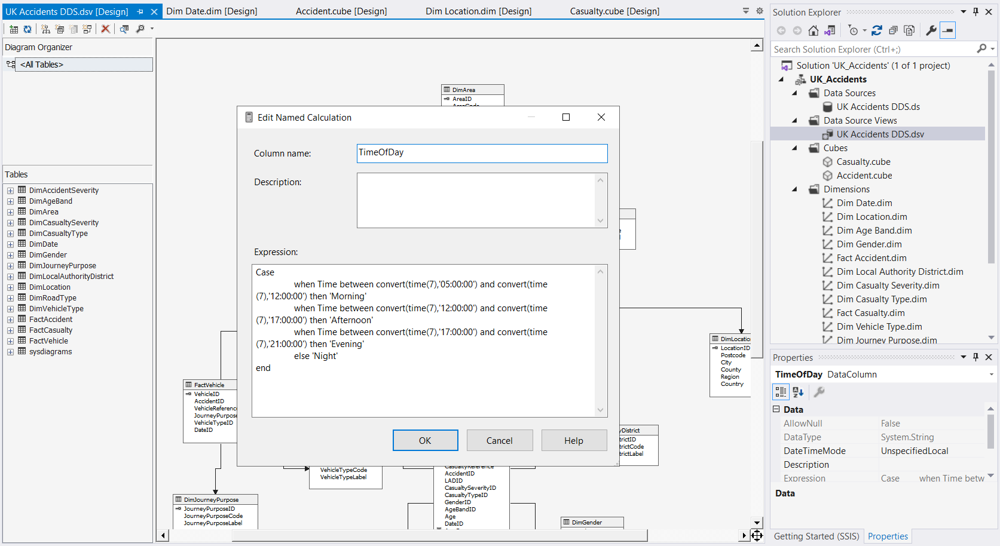 UK Accidents DDS.dsv [Design]
Dim Date.dim [Design]
Accident.cube [Design]
Dim Location.dim [Design]
Casualty.cube [Design]
Diagram Organizer
<All Tables>
Tables
DimAccidentSeverity
DimAgeBand
DimArea
DimCasualtySeverity
DimCasualtyType
DimDate
DimGender
DimJourneyPurpose
DimLocalAuthorityDistrict
DimLocation
DimRoadType
DimVehicleType
FactAccident
FactCasualty
FactVehicle
sysdiagrams
DimArea
AreaID
Edit Named Calculation
Column name:
TimeOfDay
Description:
Expression:
Case
when Time between convert(time(7),'05:00:00') and convert(time
(7),'12:00:00') then 'Morning'
when Time between convert(time(7),'12:00:00') and convert(time
(7),'17:00:00') then 'Afternoon'
when Time between convert(time(7),'17:00:00') and convert(time
(7),'21:00:00') then 'Evening'
else 'Night'
end
OK
Cancel
Help
FactVehicle
VehicleID
AccidentID
VehicleReference
JourneyPurpose
VehicleTypeID
DateID
DimLocation
LocationID
Postcode
City
County
Region
Country
yDistrict
trictID
trictCode
trictLabel
VehicleTypeCode
VehicleTypeLabel
CasualtyReference
AccidentID
LADID
CasualtySeverityID
CasualtyTypeID
GenderID
AgeBandID
Age
DateID
DimJourneyPurpose
JourneyPurposeID
JourneyPurposeCode
JourneyPurposeLabel
DimGender
Solution Explorer
Search Solution Explorer (Ctrl+;)
Solution 'UK_Accidents' (1 of 1 project)
UK_Accidents
Data Sources
UK Accidents DDS.ds
Data Source Views
UK Accidents DDS.dsv
Cubes
Casualty.cube
Accident.cube
Dimensions
Dim Date.dim
Dim Location.dim
Dim Age Band.dim
Dim Gender.dim
Fact Accident.dim
Dim Local Authority District.dim
Dim Casualty Severity.dim
Dim Casualty Type.dim
Fact Casualty.dim
Dim Vehicle Type.dim
Dim Journey Purpose.dim
Properties
TimeOfDay DataColumn
Data
AllowNull False
DataType System.String
DateTimeMode UnspecifiedLocal
Description
Expression Case when Time betw
Data
Getting Started (SSIS)
Properties